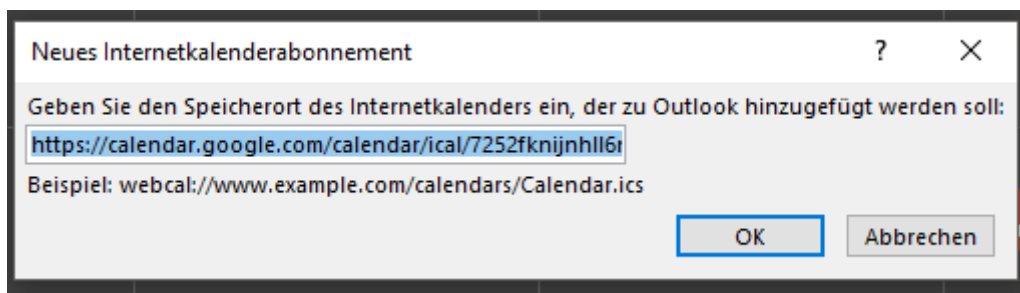 Neues Internetkalenderabonnement ?
Geben Sie den Speicherort des Internetkalenders ein, der zu Outlook hinzugefügt werden soll:
https://calendar.google.com/calendar/ical/7252fknijnhll6r
Beispiel: webcal://www.example.com/calendars/Calendar.ics
OK Abbrechen